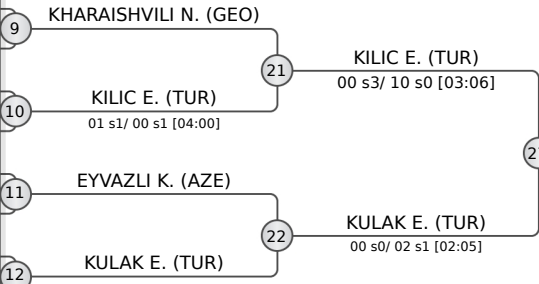 9
KHARAISHVILI N. (GEO)
21
KILIC E. (TUR)
00 s3/ 10 s0 [03:06]
10
KILIC E. (TUR)
01 s1/ 00 s1 [04:00]
11
EYVAZLI K. (AZE)
22
KULAK E. (TUR)
00 s0/ 02 s1 [02:05]
12
KULAK E. (TUR)